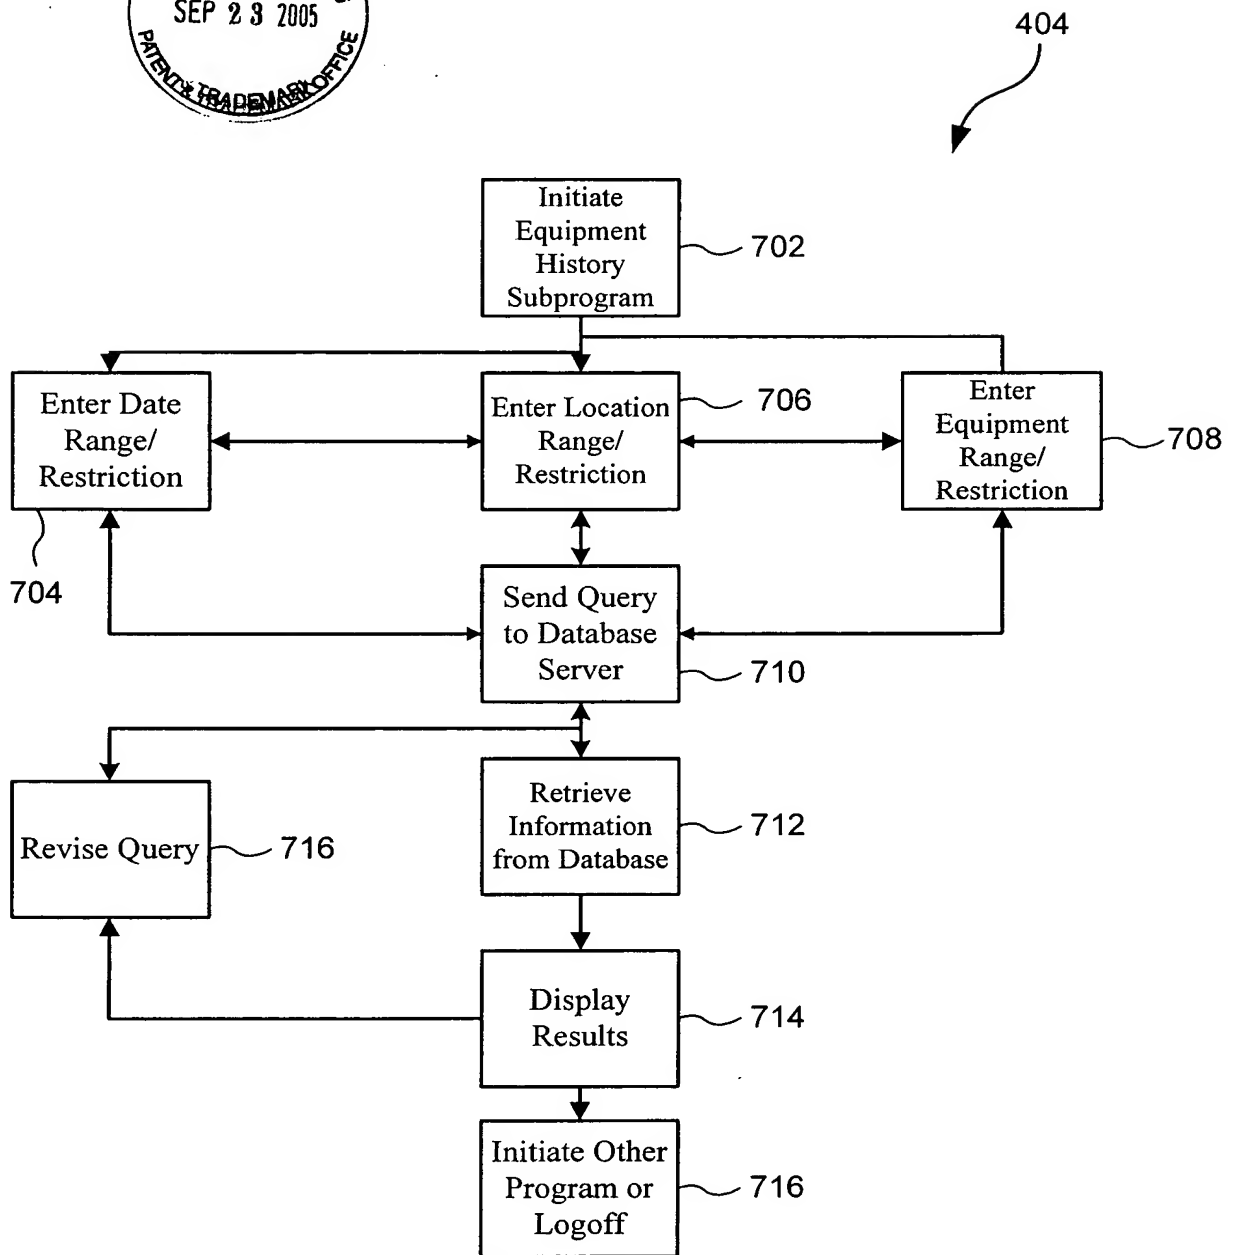 SEP 23 2005
PATENT & TRADEMARK OFFICE
404
Initiate
Equipment
History
Subprogram
702
Enter Date
Range/
Restriction
704
Enter Location
Range/
Restriction
706
Enter
Equipment
Range/
Restriction
708
Send Query
to Database
Server
710
Revise Query
716
Retrieve
Information
from Database
712
Display
Results
714
Initiate Other
Program or
Logoff
716